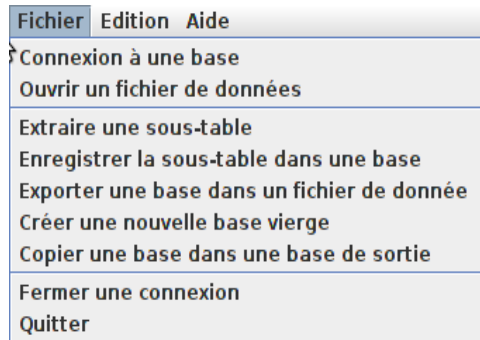 Fichier Edition Aide
Connexion à une base
Ouvrir un fichier de données
Extraire une sous-table
Enregistrer la sous-table dans une base
Exporter une base dans un fichier de donnée
Créer une nouvelle base vierge
Copier une base dans une base de sortie
Fermer une connexion
Quitter